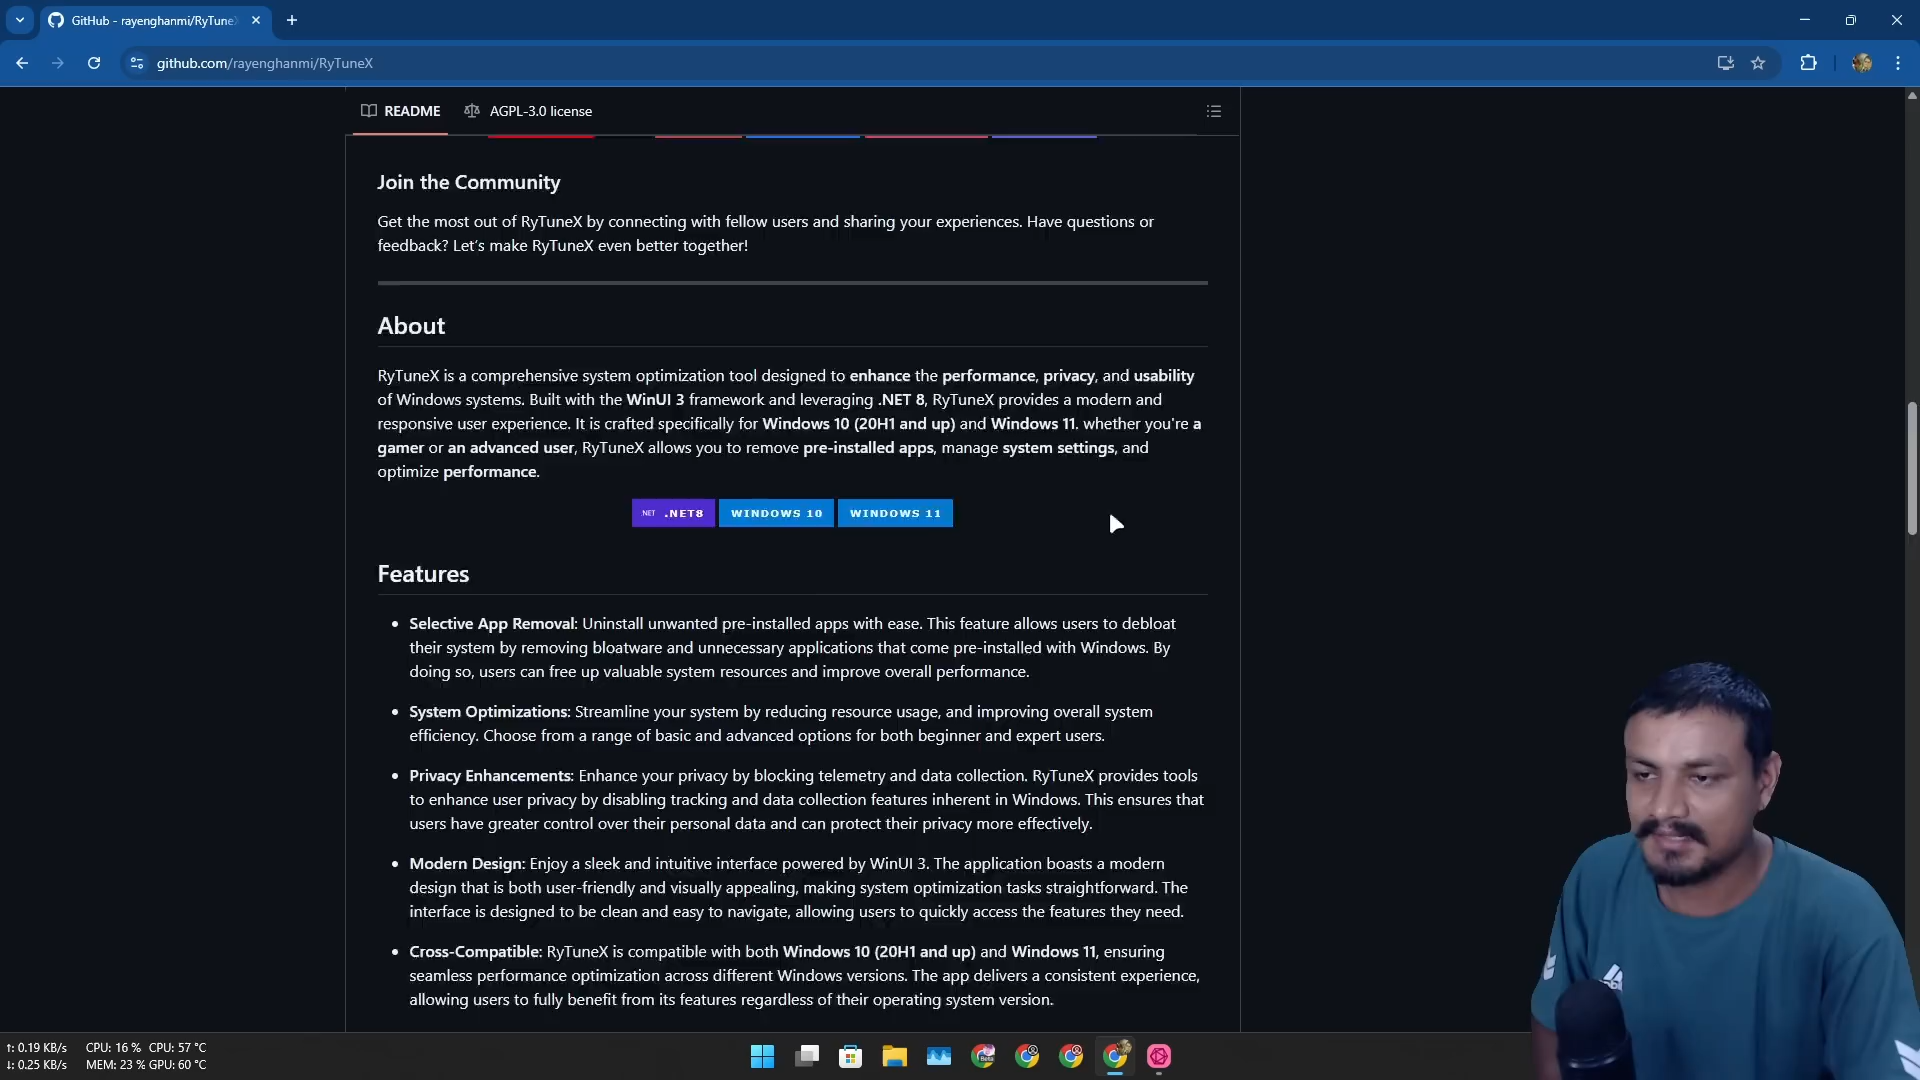 GitHub - rayenghanmi/RyTuneX
github.com/rayenghanmi/RyTuneX
README
AGPL-3.0 license
Join the Community
Get the most out of RyTuneX by connecting with fellow users and sharing your experiences. Have questions or
feedback? Let's make RyTuneX even better together!
About
RyTuneX is a comprehensive system optimization tool designed to enhance the performance, privacy, and usability
of Windows systems. Built with the WinUI 3 framework and leveraging .NET 8, RyTuneX provides a modern and
responsive user experience. It is crafted specifically for Windows 10 (20H1 and up) and Windows 11. whether you're a
gamer or an advanced user, RyTuneX allows you to remove pre-installed apps, manage system settings, and
optimize performance.
NET .NET8 WINDOWS 10 WINDOWS 11
Features
• Selective App Removal: Uninstall unwanted pre-installed apps with ease. This feature allows users to debloat
their system by removing bloatware and unnecessary applications that come pre-installed with Windows. By
doing so, users can free up valuable system resources and improve overall performance.
• System Optimizations: Streamline your system by reducing resource usage, and improving overall system
efficiency. Choose from a range of basic and advanced options for both beginner and expert users.
• Privacy Enhancements: Enhance your privacy by blocking telemetry and data collection. RyTuneX provides tools
to enhance user privacy by disabling tracking and data collection features inherent in Windows. This ensures that
users have greater control over their personal data and can protect their privacy more effectively.
• Modern Design: Enjoy a sleek and intuitive interface powered by WinUI 3. The application boasts a modern
design that is both user-friendly and visually appealing, making system optimization tasks straightforward. The
interface is designed to be clean and easy to navigate, allowing users to quickly access the features they need.
• Cross-Compatible: RyTuneX is compatible with both Windows 10 (20H1 and up) and Windows 11, ensuring
seamless performance optimization across different Windows versions. The app delivers a consistent experience,
allowing users to fully benefit from its features regardless of their operating system version.
↑: 0.19 KB/s CPU: 16 % CPU: 57 °C
↓: 0.25 KB/s MEM: 23 % GPU: 60 °C